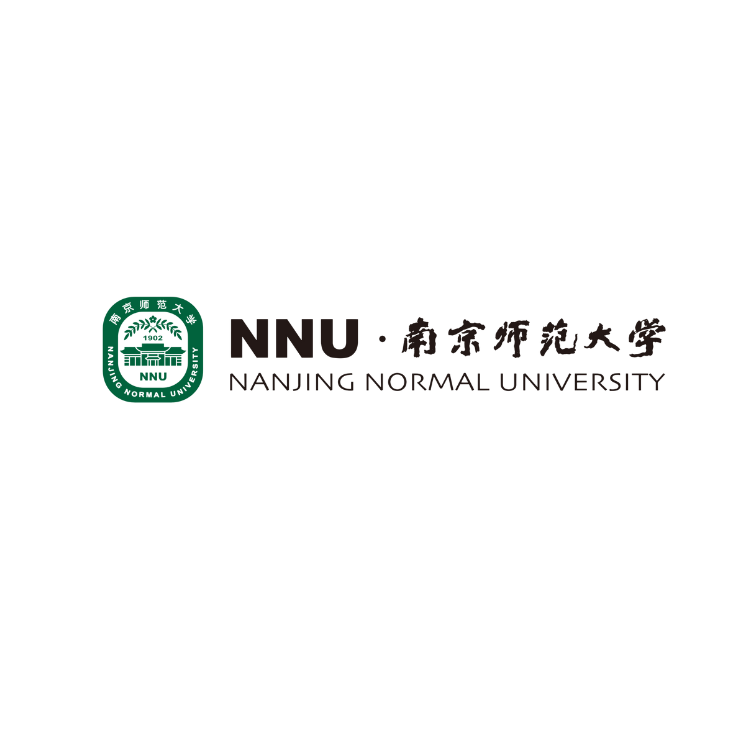 南京师范大学
1902
NNU
NANJING NORMAL UNIVERSITY
NNU · 南京师范大学
NANJING NORMAL UNIVERSITY